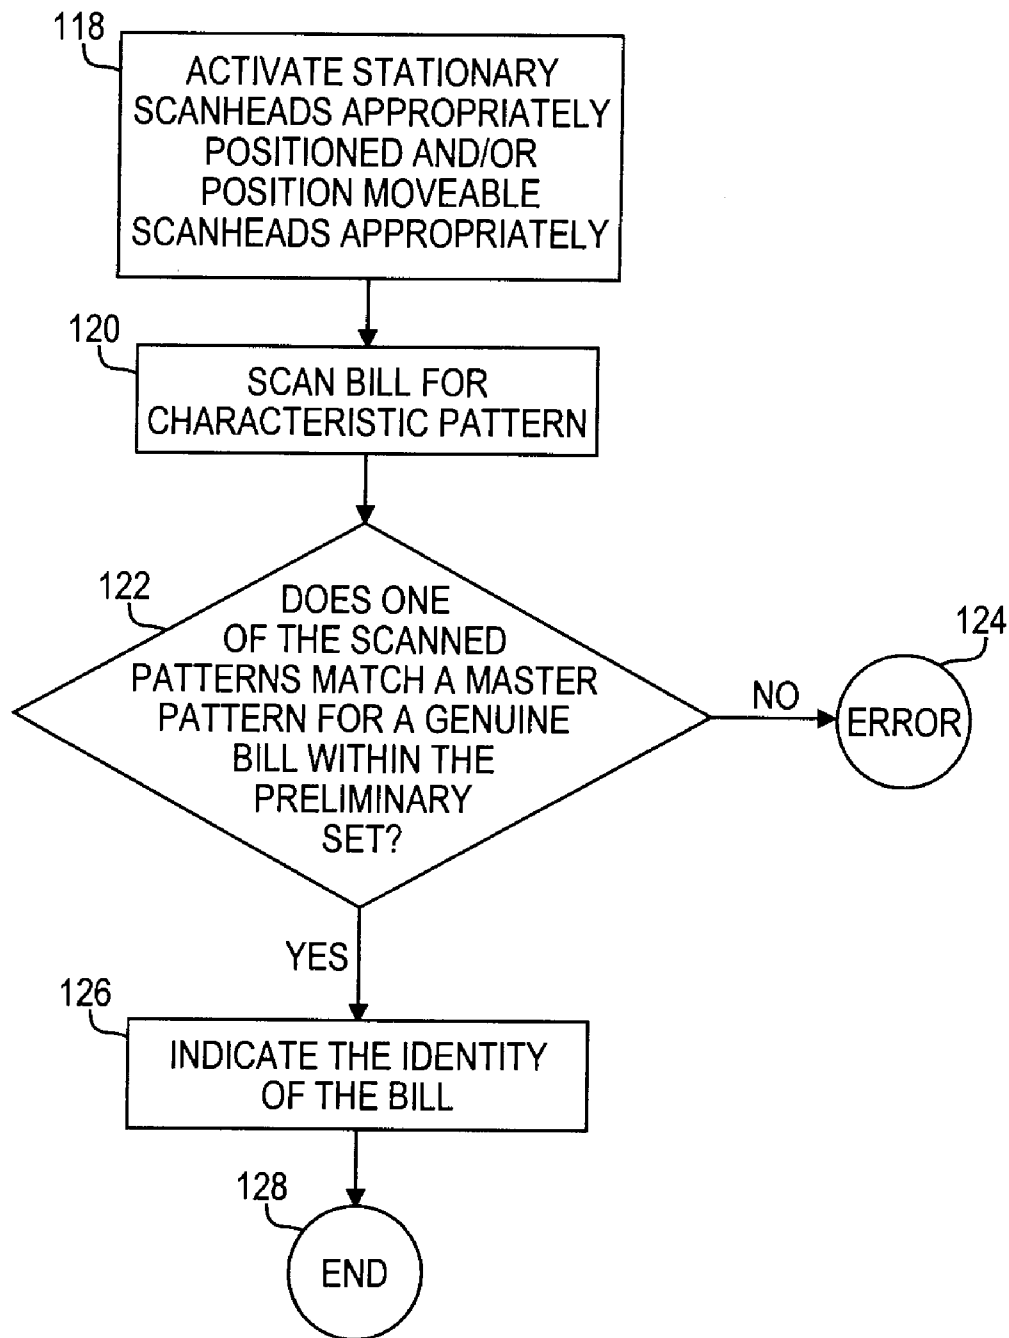 118
ACTIVATE STATIONARY
SCANHEADS APPROPRIATELY
POSITIONED AND/OR
POSITION MOVEABLE
SCANHEADS APPROPRIATELY
120
SCAN BILL FOR
CHARACTERISTIC PATTERN
122
DOES ONE
OF THE SCANNED
PATTERNS MATCH A MASTER
PATTERN FOR A GENUINE
BILL WITHIN THE
PRELIMINARY
SET?
NO
124
ERROR
YES
126
INDICATE THE IDENTITY
OF THE BILL
128
END